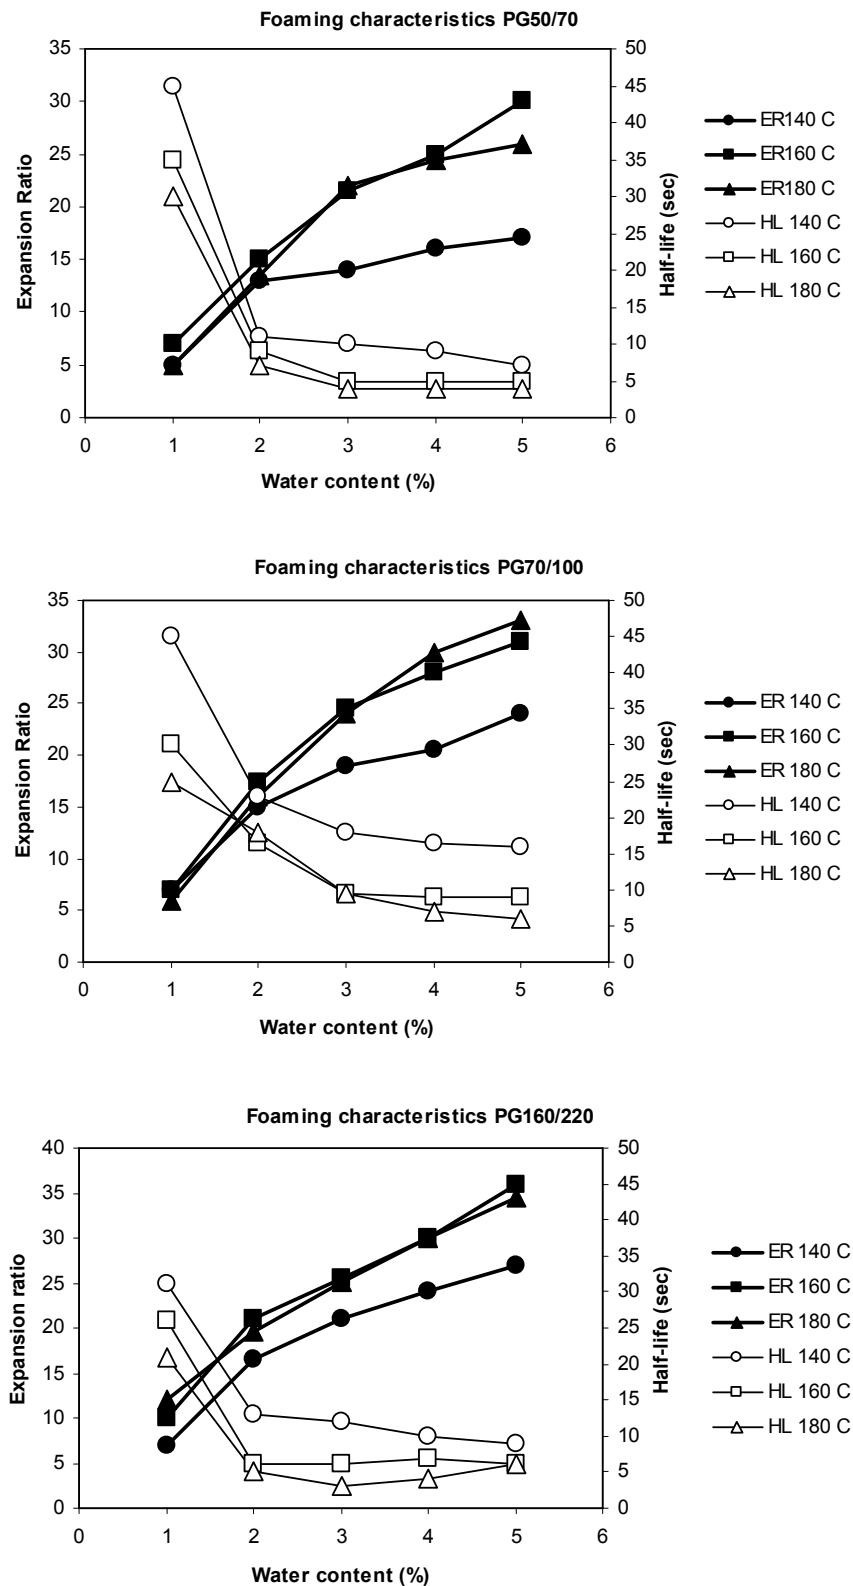 Foaming characteristics PG50/70
35
30
25
20
15
10
5
0
Expansion Ratio
50
45
40
35
30
25
20
15
10
5
0
Half-life (sec)
0 1 2 3 4 5 6
Water content (%)
ER140 C
ER160 C
ER180 C
HL 140 C
HL 160 C
HL 180 C
Foaming characteristics PG70/100
35
30
25
20
15
10
5
0
Expansion Ratio
50
45
40
35
30
25
20
15
10
5
0
Half-life (sec)
0 1 2 3 4 5 6
Water content (%)
ER 140 C
ER 160 C
ER 180 C
HL 140 C
HL 160 C
HL 180 C
Foaming characteristics PG160/220
40
35
30
25
20
15
10
5
0
Expansion ratio
50
45
40
35
30
25
20
15
10
5
0
Half-life (sec)
0 1 2 3 4 5 6
Water content (%)
ER 140 C
ER 160 C
ER 180 C
HL 140 C
HL 160 C
HL 180 C